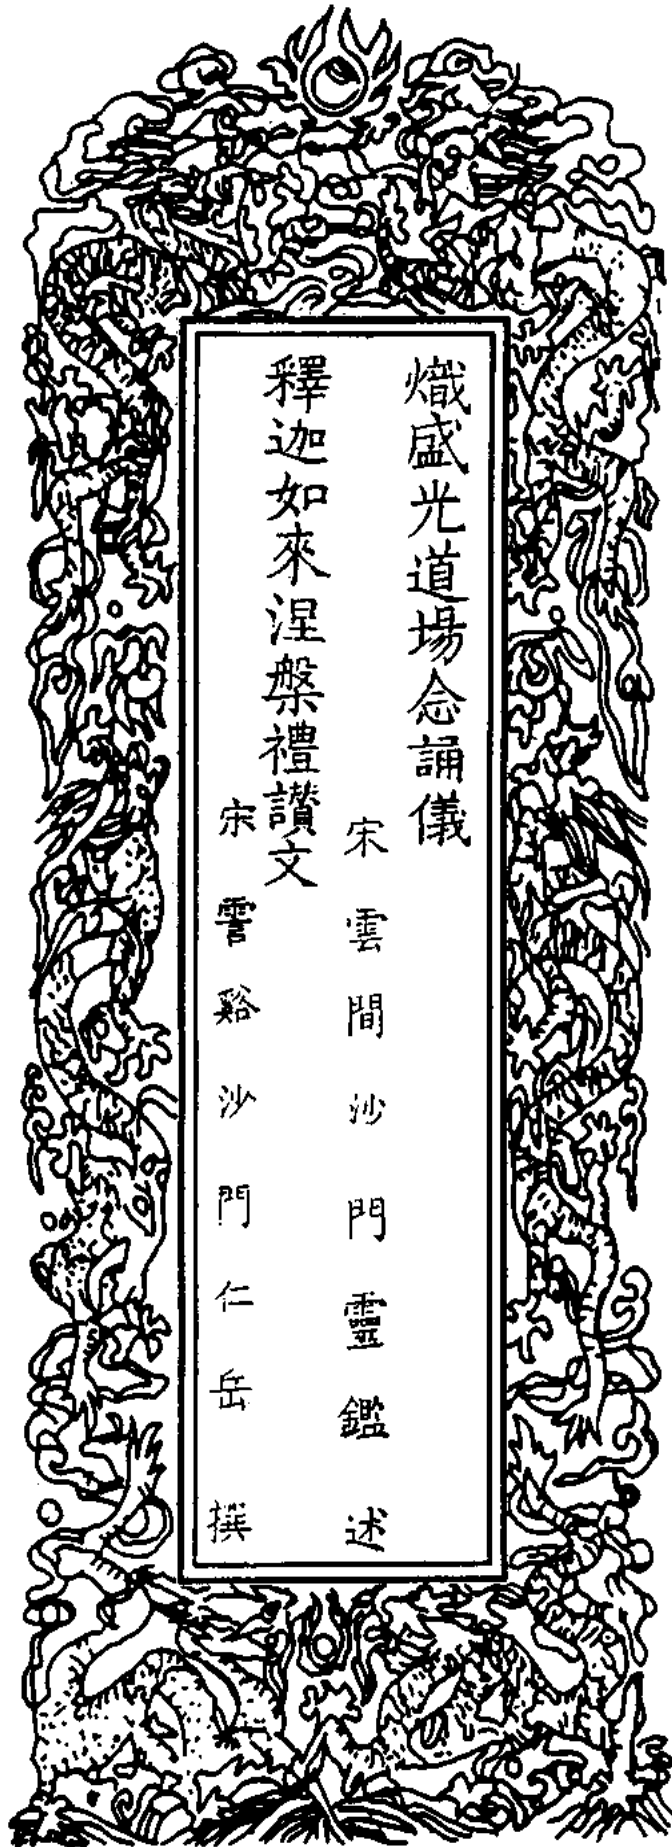 熾盛光道場念誦儀
宋雲間沙門靈鑑述
釋迦如來涅槃禮讚文
宋霅谿沙門仁岳撰